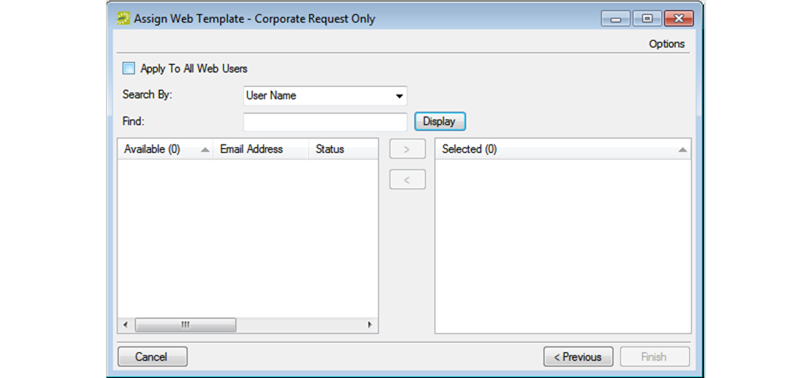 Assign Web Template - Corporate Request Only
Options
Apply To All Web Users
Search By: User Name
Find: Display
Available (0) Email Address Status > Selected (0)
<
Cancel < Previous Finish